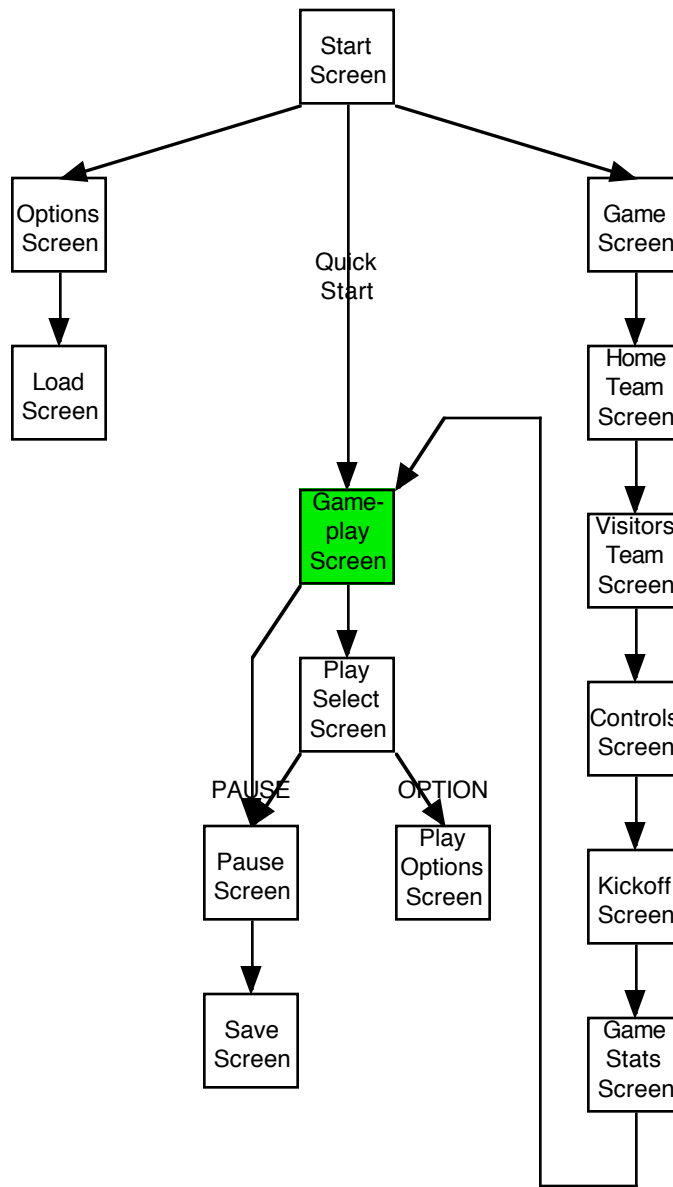 Start
Screen
Options
Screen
Game
Screen
Quick
Start
Load
Screen
Home
Team
Screen
Game-
play
Screen
Visitors
Team
Screen
Play
Select
Screen
Controls
Screen
PAUSE
OPTION
Pause
Screen
Play
Options
Screen
Kickoff
Screen
Save
Screen
Game
Stats
Screen